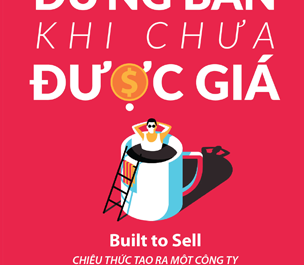 ĐỪNG BÁN
KHI CHƯA
ĐƯỢC GIÁ
$
Built to Sell
CHIÊU THỨC TẠO RA MỘT CÔNG TY